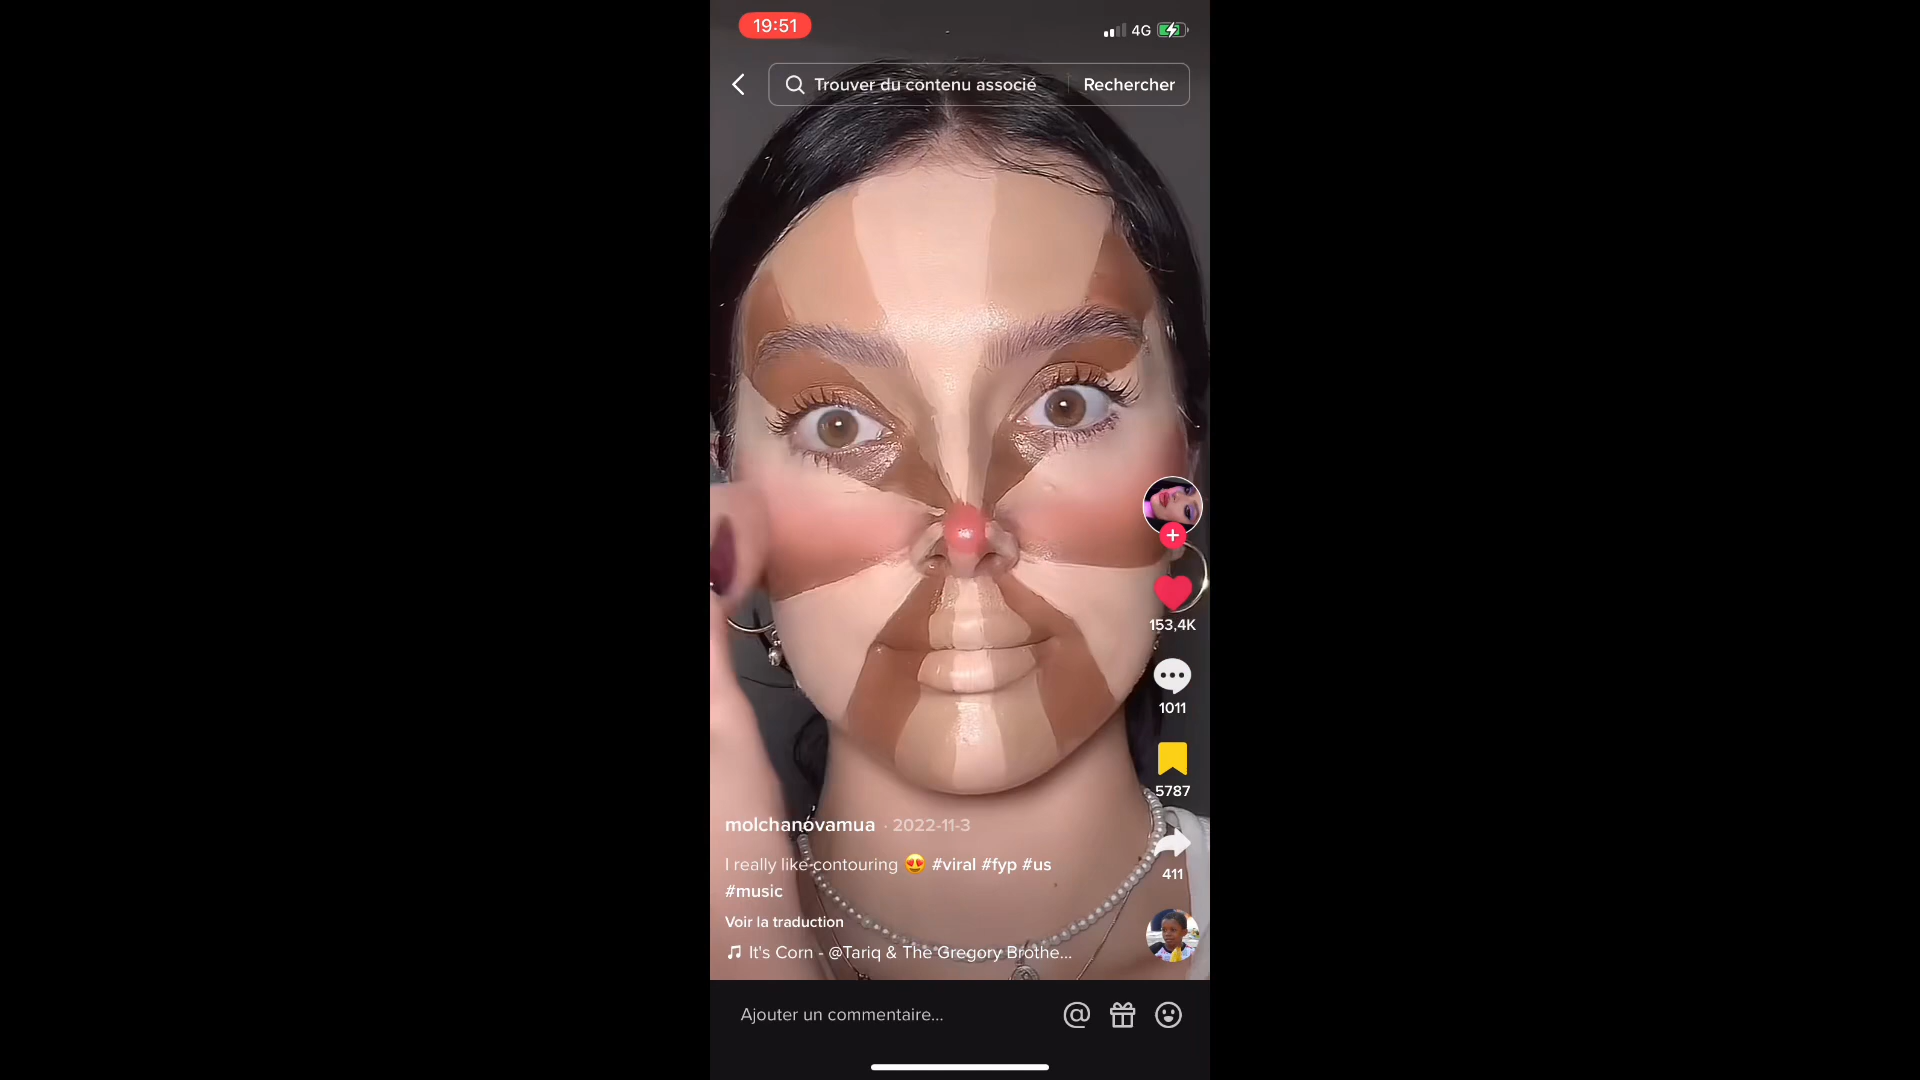 19:51
4G
Trouver du contenu associé
Rechercher
153,4K
1011
5787
411
molchanovamua · 2022-11-3
I really like contouring 😍 #viral #fyp #us
#music
Voir la traduction
It's Corn - @Tariq & The Gregory Brothe...
Ajouter un commentaire...